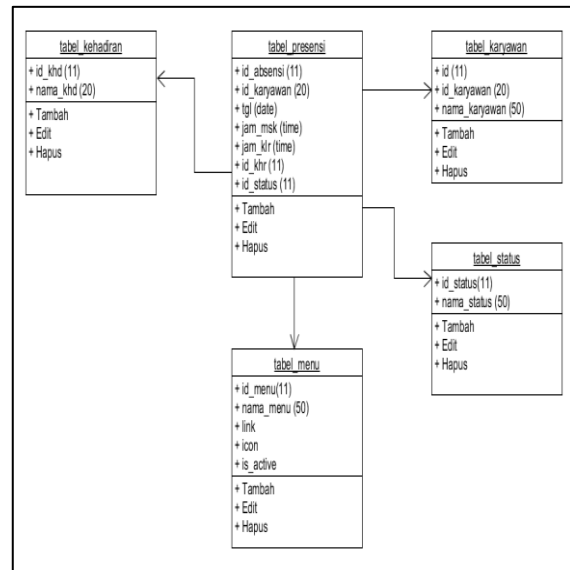 tabel_kehadiran
+ id_khd (11)
+ nama_khd (20)
+ Tambah
+ Edit
+ Hapus
tabel_presensi
+ id_absensi (11)
+ id_karyawan (20)
+ tgl (date)
+ jam_msk (time)
+ jam_klr (time)
+ id_khr (11)
+ id_status (11)
+ Tambah
+ Edit
+ Hapus
tabel_karyawan
+ id (11)
+ id_karyawan (20)
+ nama_karyawan (50)
+ Tambah
+ Edit
+ Hapus
tabel_status
+ id_status(11)
+ nama_status (50)
+ Tambah
+ Edit
+ Hapus
tabel_menu
+ id_menu(11)
+ nama_menu (50)
+ link
+ icon
+ is_active
+ Tambah
+ Edit
+ Hapus